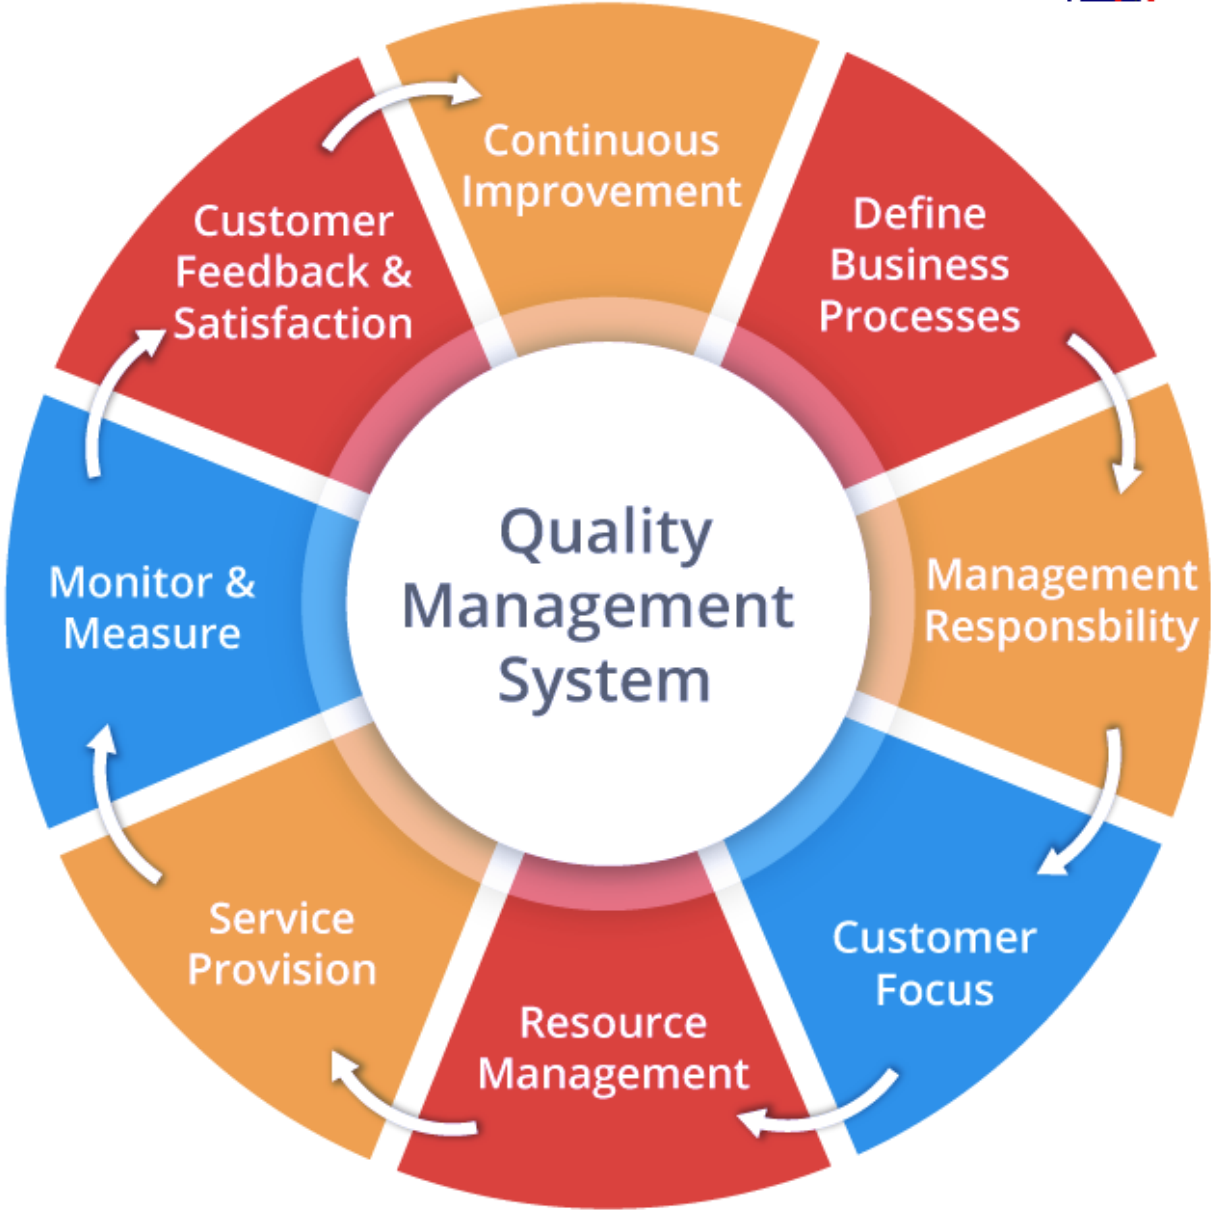 Continuous
Improvement
Define
Business
Processes
Management
Responsbility
Customer
Focus
Resource
Management
Service
Provision
Monitor &
Measure
Customer
Feedback &
Satisfaction
Quality
Management
System